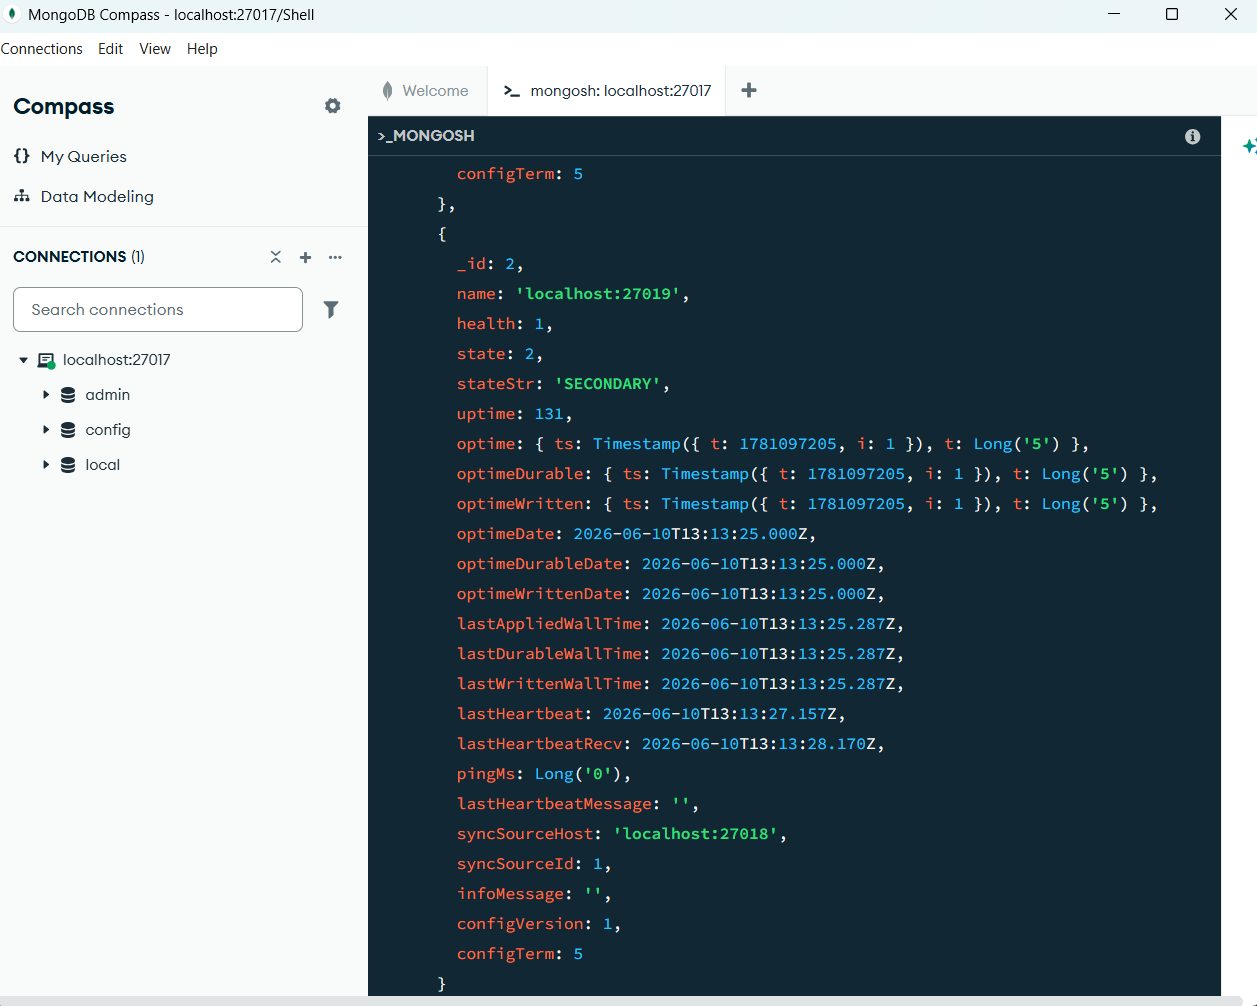 MongoDB Compass - localhost:27017/Shell
Connections Edit View Help
Compass
My Queries
Data Modeling
CONNECTIONS (1)
Search connections
localhost:27017
admin
config
local
Welcome
mongosh: localhost:27017
>_MONGOSH
configTerm: 5
},
{
_id: 2,
name: 'localhost:27019',
health: 1,
state: 2,
stateStr: 'SECONDARY',
uptime: 131,
optime: { ts: Timestamp({ t: 1781097205, i: 1 }), t: Long('5') },
optimeDurable: { ts: Timestamp({ t: 1781097205, i: 1 }), t: Long('5') },
optimeWritten: { ts: Timestamp({ t: 1781097205, i: 1 }), t: Long('5') },
optimeDate: 2026-06-10T13:13:25.000Z,
optimeDurableDate: 2026-06-10T13:13:25.000Z,
optimeWrittenDate: 2026-06-10T13:13:25.000Z,
lastAppliedWallTime: 2026-06-10T13:13:25.287Z,
lastDurableWallTime: 2026-06-10T13:13:25.287Z,
lastWrittenWallTime: 2026-06-10T13:13:25.287Z,
lastHeartbeat: 2026-06-10T13:13:27.157Z,
lastHeartbeatRecv: 2026-06-10T13:13:28.170Z,
pingMs: Long('0'),
lastHeartbeatMessage: '',
syncSourceHost: 'localhost:27018',
syncSourceId: 1,
infoMessage: '',
configVersion: 1,
configTerm: 5
}